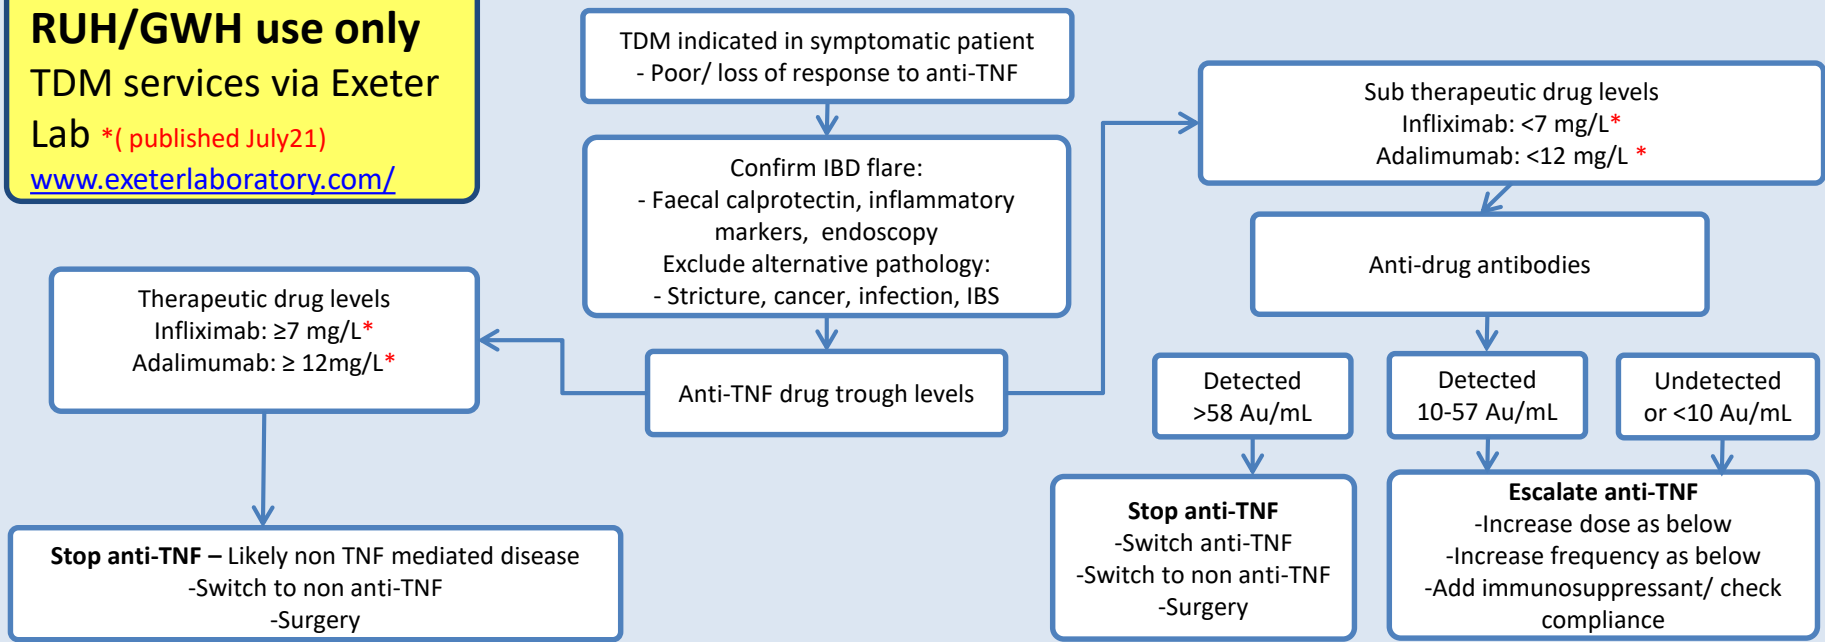 RUH/GWH use only
TDM services via Exeter
Lab *( published July21)
www.exeterlaboratory.com/
TDM indicated in symptomatic patient
- Poor/ loss of response to anti-TNF
Confirm IBD flare:
- Faecal calprotectin, inflammatory
markers, endoscopy
Exclude alternative pathology:
- Stricture, cancer, infection, IBS
Anti-TNF drug trough levels
Therapeutic drug levels
Infliximab: ≥7 mg/L*
Adalimumab: ≥ 12mg/L*
Stop anti-TNF – Likely non TNF mediated disease
-Switch to non anti-TNF
-Surgery
Sub therapeutic drug levels
Infliximab: <7 mg/L*
Adalimumab: <12 mg/L *
Anti-drug antibodies
Detected
>58 Au/mL
Detected
10-57 Au/mL
Undetected
or <10 Au/mL
Stop anti-TNF
-Switch anti-TNF
-Switch to non anti-TNF
-Surgery
Escalate anti-TNF
-Increase dose as below
-Increase frequency as below
-Add immunosuppressant/ check
compliance